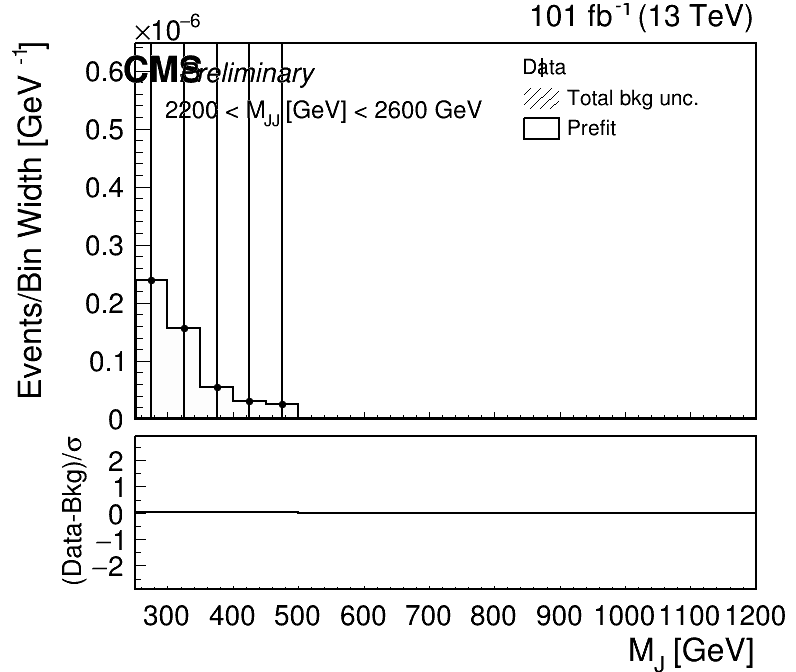 ×10⁻⁶
101 fb⁻¹ (13 TeV)
CMS Preliminary
2200 < M_JJ [GeV] < 2600 GeV
Data
Total bkg unc.
Prefit
Events/Bin Width [GeV⁻¹]
0.6
0.5
0.4
0.3
0.2
0.1
0
(Data-Bkg)/σ
2
1
0
−1
−2
300 400 500 600 700 800 900 1000 1100 1200
M_J [GeV]